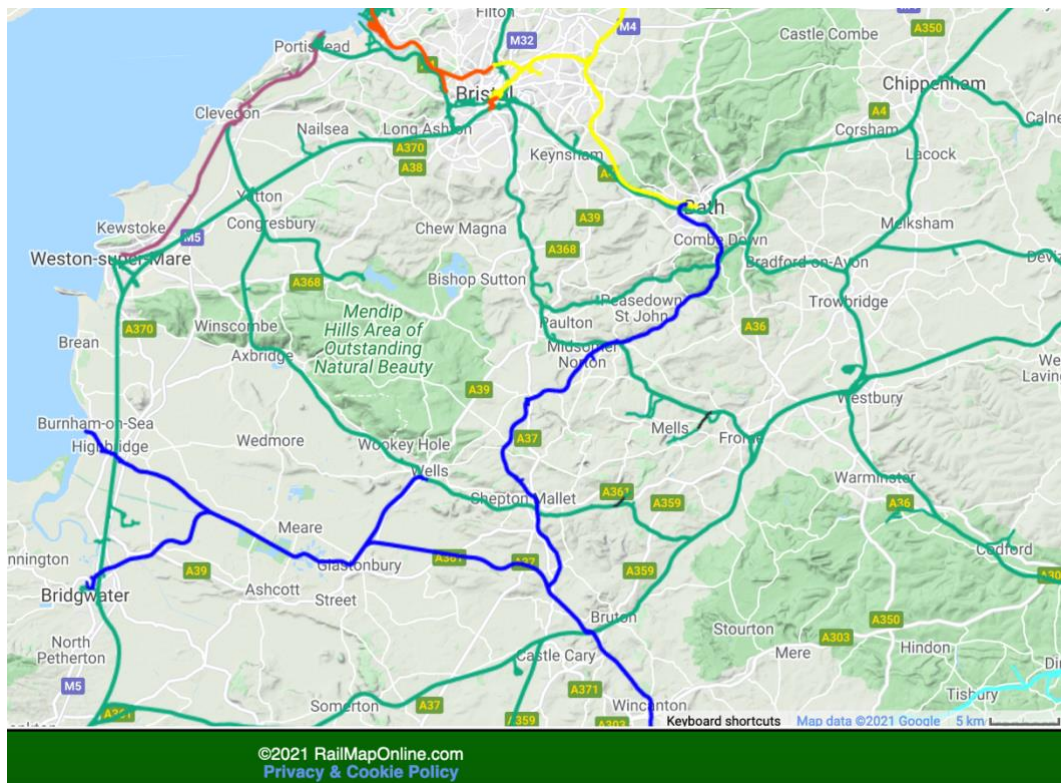 Filton
M4
A350
Castle Combe
M32
Portishead
Chippenham
Bristol
Clevedon
A4
Nailsea
Long Ashton
Corsham
A370
A38
Keynsham
Lacock
Yatton
A39
Bath
Kewstoke
Congresbury
Chew Magna
Melksham
M5
A368
Combe Down
Weston-super-Mare
Bradford-on-Avon
A368
Bishop Sutton
Peasedown
St John
Trowbridge
A370
Winscombe
Mendip
Hills Area of
Outstanding
Natural Beauty
Paulton
A36
Brean
Axbridge
Midsomer
Norton
A39
Westbury
Burnham-on-Sea
Highbridge
Wedmore
Wookey Hole
A37
Mells
Frome
Wells
Warminster
Shepton Mallet
A361
A359
A36
Meare
Codford
Glastonbury
A361
A37
A39
A359
Ashcott
Street
Bridgwater
Bruton
A350
North
Petherton
Stourton
A303
Hindon
Castle Cary
Mere
M5
A371
Tisbury
Somerton
A37
Wincanton
A361
A359
A303
Keyboard shortcuts
Map data ©2021 Google
5 km
©2021 RailMapOnline.com
Privacy & Cookie Policy